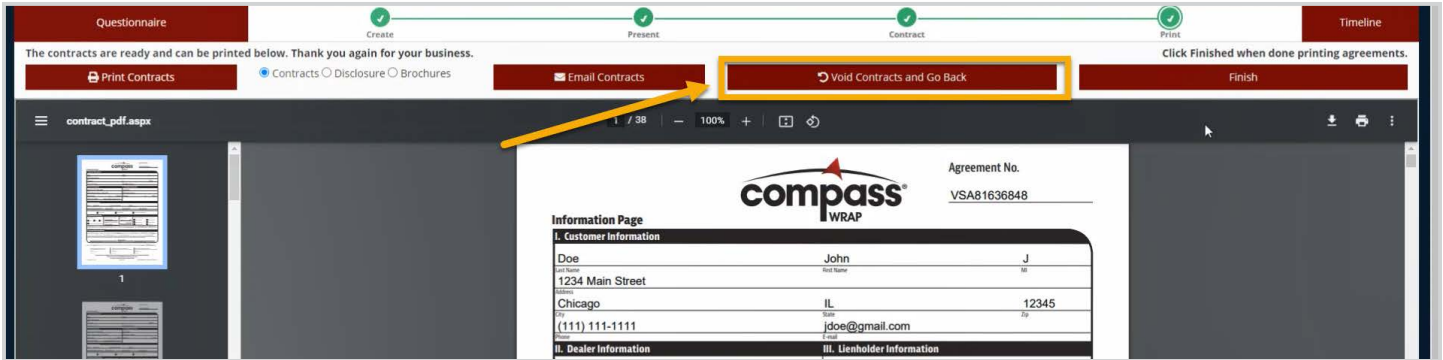 Questionnaire
Create
Present
Contract
Print
Timeline
The contracts are ready and can be printed below. Thank you again for your business.
Click Finished when done printing agreements.
Print Contracts
Contracts Disclosure Brochures
Email Contracts
Void Contracts and Go Back
Finish
contract_pdf.aspx
1 / 38
100%
1
compass®
WRAP
Agreement No.
VSA81636848
Information Page
I. Customer Information
Doe John J
Last Name First Name MI
1234 Main Street
Address
Chicago IL 12345
City State Zip
(111) 111-1111 jdoe@gmail.com
Phone E-mail
II. Dealer Information III. Lienholder Information